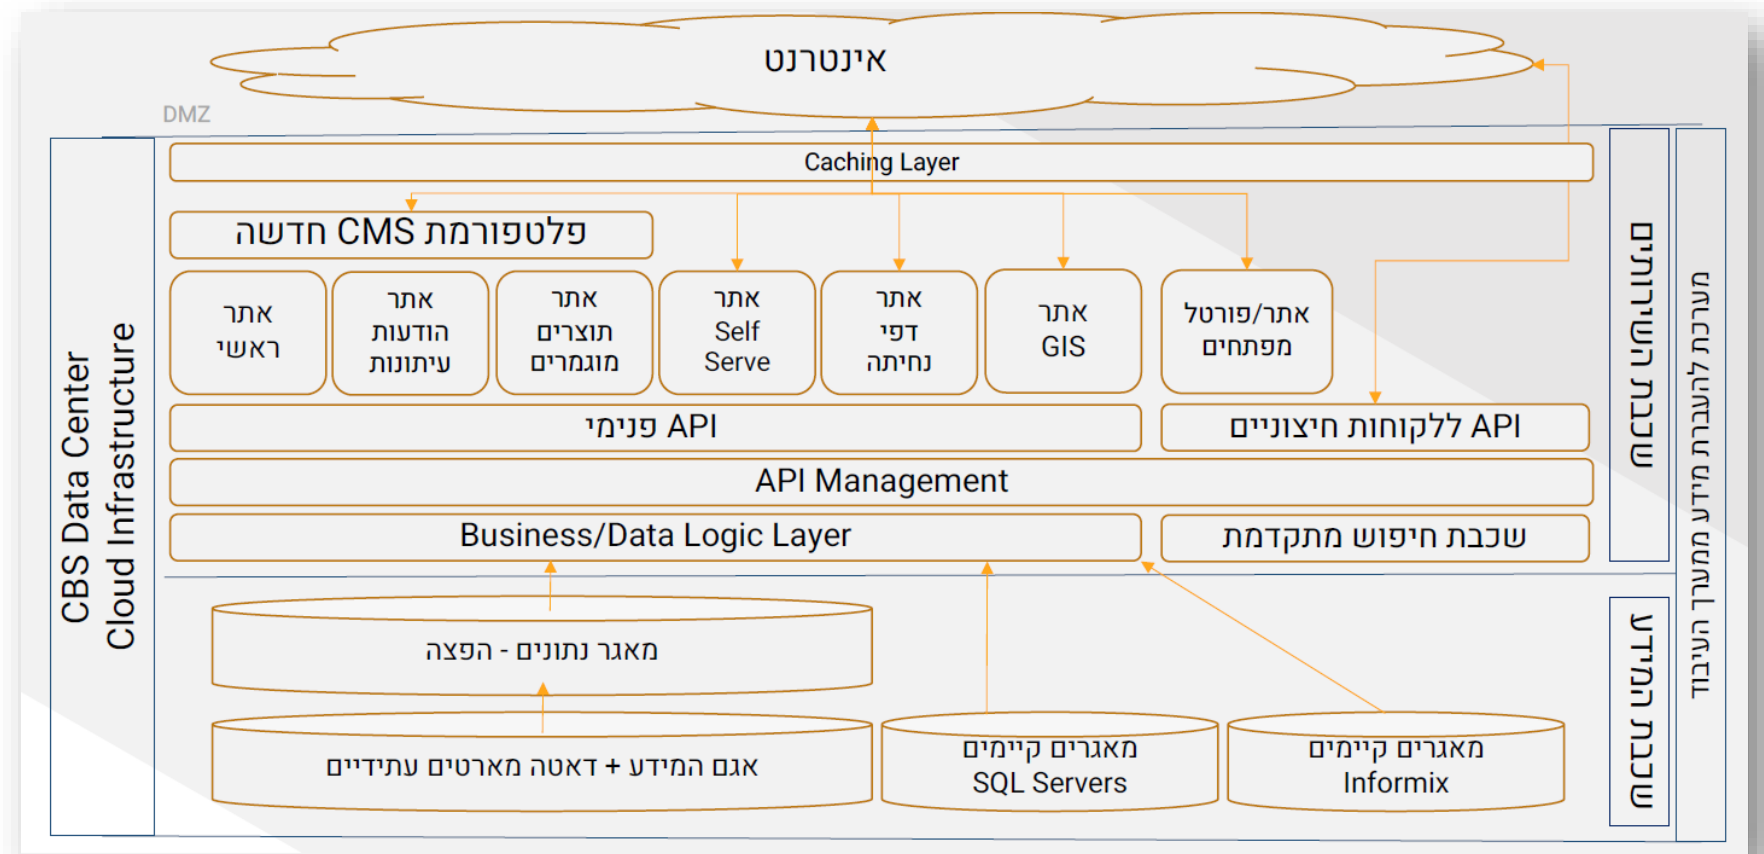 אינטרנט
DMZ
Caching Layer
פלטפורמת CMS חדשה
אתר
ראשי
אתר
הודעות
עיתונות
אתר
תוצרים
מוגמרים
אתר
Self
Serve
אתר
דפי
נחיתה
אתר
GIS
אתר/פורטל
מפתחים
API פנימי
API ללקוחות חיצוניים
API Management
Business/Data Logic Layer
שכבת חיפוש מתקדמת
מאגר נתונים - הפצה
אגם המידע + דאטה מארטים עתידיים
מאגרים קיימים
SQL Servers
מאגרים קיימים
Informix
CBS Data Center
Cloud Infrastructure
שכבת השירותים
שכבת המידע
מערכת להעברת מידע ממערך העיבוד